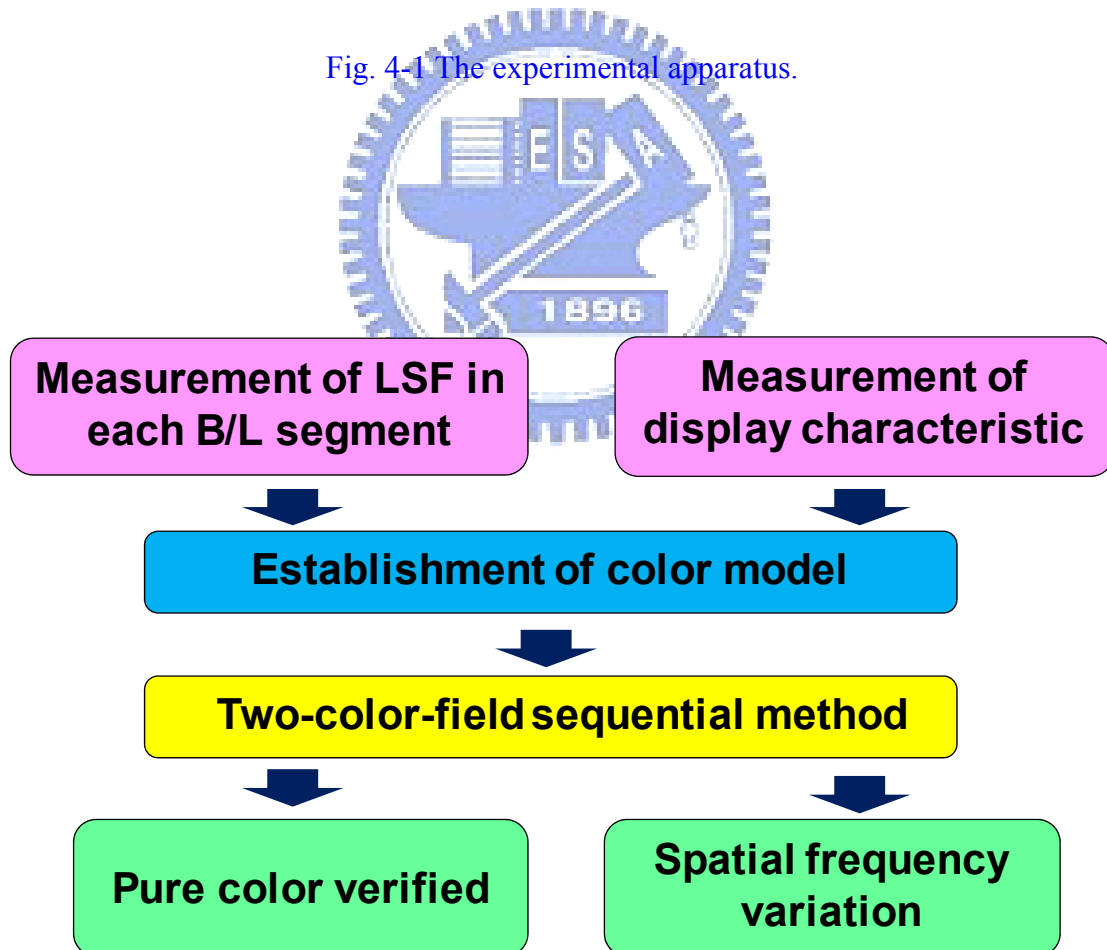 Fig. 4-1 The experimental apparatus.
E S A
1896
Measurement of LSF in
each B/L segment
Measurement of
display characteristic
Establishment of color model
Two-color-field sequential method
Pure color verified
Spatial frequency
variation